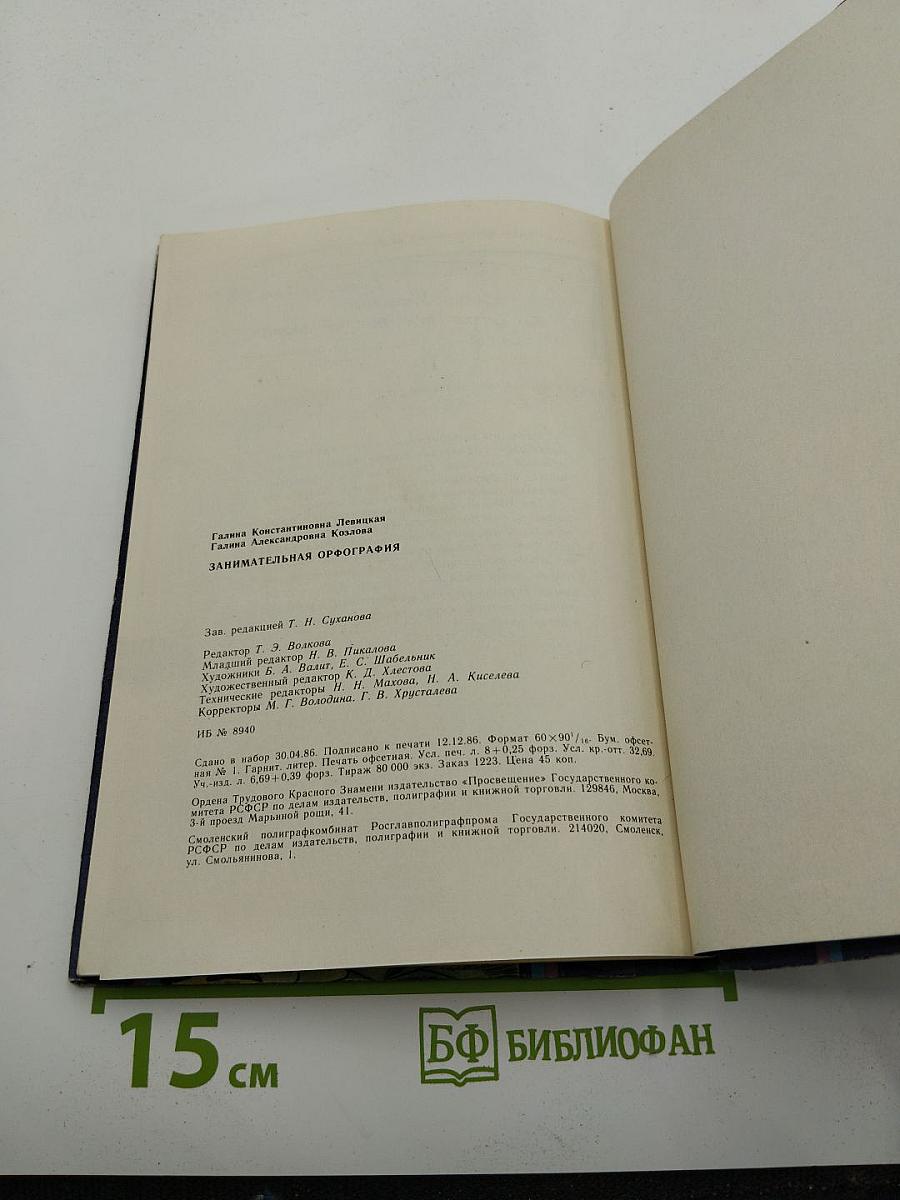 Галина Константиновна Левицкая
Галина Александровна Козлова
ЗАНИМАТЕЛЬНАЯ ОРФОГРАФИЯ
Зав. редакцией Т. Н. Суханова
Редактор Т. Э. Волкова
Младший редактор Н. В. Пикалова
Художники Б. А. Валит, Е. С. Шабельник
Художественный редактор К. Д. Хлестова
Технические редакторы Н. Н. Махова, Н. А. Киселева
Корректоры М. Г. Володина, Г. В. Хрусталева
ИБ № 8940
Сдано в набор 30.04.86. Подписано к печати 12.12.86. Формат 60×90¹/₁₆. Бум. офсет-
ная № 1. Гарнит. литер. Печать офсетная. Усл. печ. л. 8+0,25 форз. Усл. кр.-отт. 32,69.
Уч.-изд. л. 6,69+0,39 форз. Тираж 80 000 экз. Заказ 1223. Цена 45 коп.
Ордена Трудового Красного Знамени издательство «Просвещение» Государственного ко-
митета РСФСР по делам издательств, полиграфии и книжной торговли. 129846, Москва,
3-й проезд Марьиной рощи, 41.
Смоленский полиграфкомбинат Росглавполиграфпрома Государственного комитета
РСФСР по делам издательств, полиграфии и книжной торговли. 214020, Смоленск,
ул. Смольянинова, 1.
15 см
БФ БИБЛИОФАН